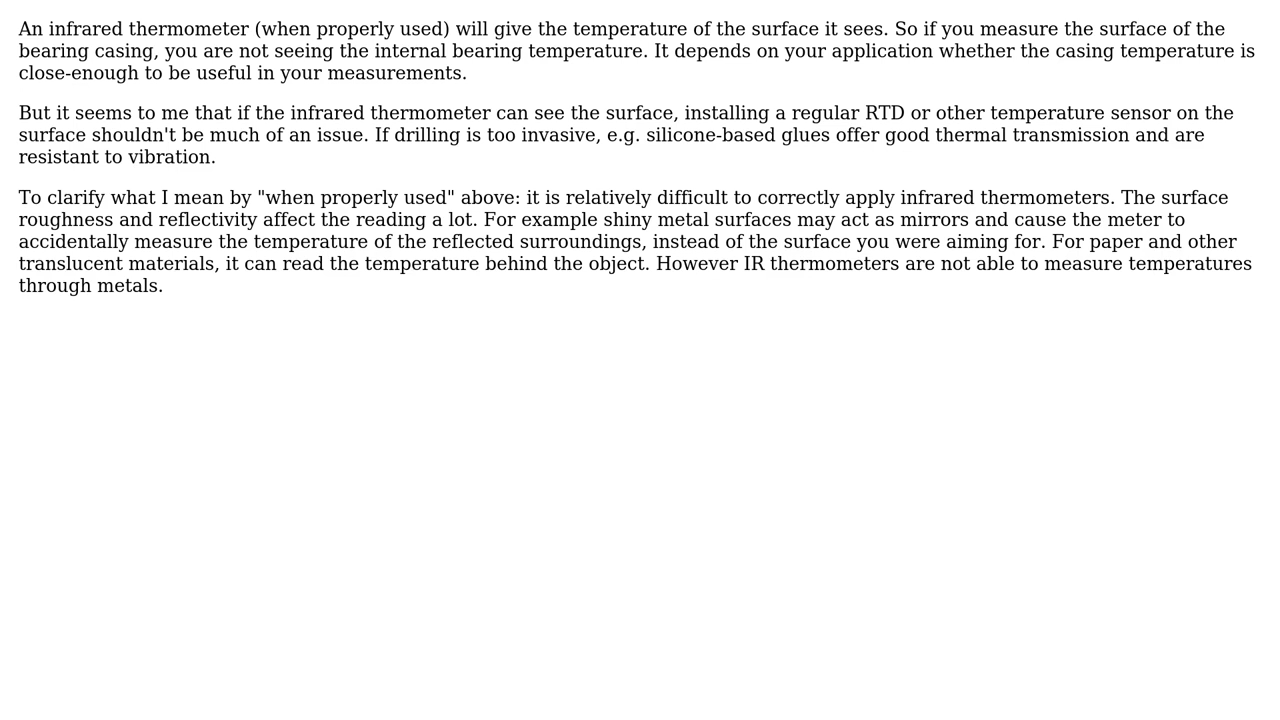 An infrared thermometer (when properly used) will give the temperature of the surface it sees. So if you measure the surface of the
bearing casing, you are not seeing the internal bearing temperature. It depends on your application whether the casing temperature is
close-enough to be useful in your measurements.
But it seems to me that if the infrared thermometer can see the surface, installing a regular RTD or other temperature sensor on the
surface shouldn't be much of an issue. If drilling is too invasive, e.g. silicone-based glues offer good thermal transmission and are
resistant to vibration.
To clarify what I mean by "when properly used" above: it is relatively difficult to correctly apply infrared thermometers. The surface
roughness and reflectivity affect the reading a lot. For example shiny metal surfaces may act as mirrors and cause the meter to
accidentally measure the temperature of the reflected surroundings, instead of the surface you were aiming for. For paper and other
translucent materials, it can read the temperature behind the object. However IR thermometers are not able to measure temperatures
through metals.